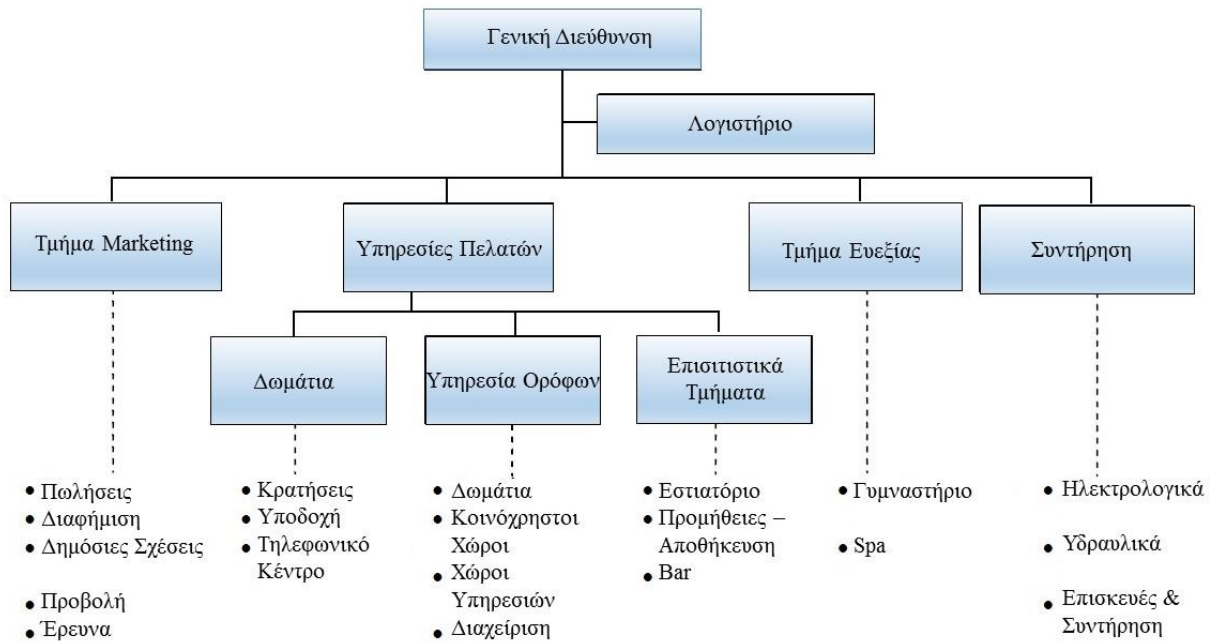 Γενική Διεύθυνση
Λογιστήριο
Τμήμα Marketing
Υπηρεσίες Πελατών
Τμήμα Ευεξίας
Συντήρηση
Δωμάτια
Υπηρεσία Ορόφων
Επισιτιστικά
Τμήματα
• Πωλήσεις
• Διαφήμιση
• Δημόσιες Σχέσεις
• Προβολή
• Έρευνα
• Κρατήσεις
• Υποδοχή
• Τηλεφωνικό
Κέντρο
• Δωμάτια
• Κοινόχρηστοι
Χώροι
• Χώροι
Υπηρεσιών
• Διαχείριση
• Εστιατόριο
• Προμήθειες –
Αποθήκευση
• Bar
• Γυμναστήριο
• Spa
• Ηλεκτρολογικά
• Υδραυλικά
• Επισκευές &
Συντήρηση